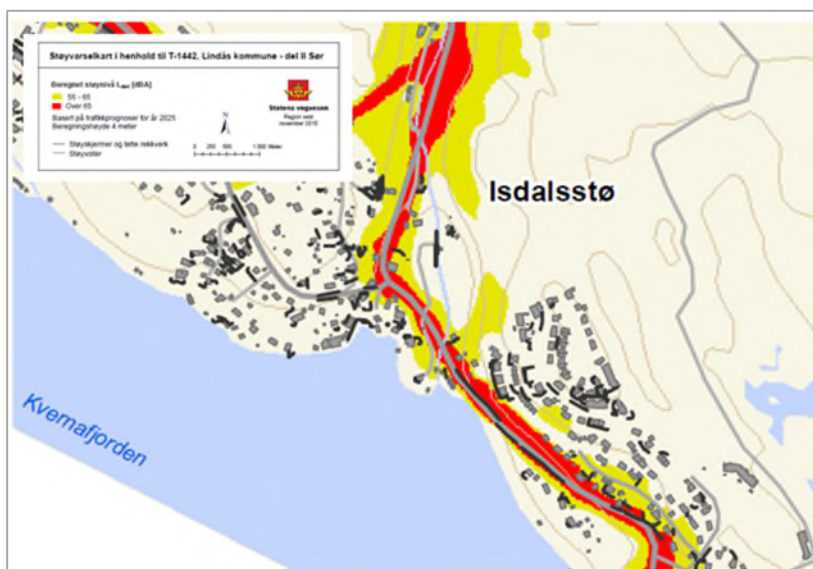 Støyvarselkart i henhold til T-1442, Lindås kommune - del II Sør
Beregnet støynivå Lden [dBA]
55 - 65
Over 65
Basert på trafikkprognoser for år 2025
Beregningshøyde 4 meter
Støyskjermer og tette rekkverk
Støyvoller
Statens vegvesen
Region vest
november 2010
N
0 250 500 1 000 Meter
Isdalsstø
Kvernafjorden